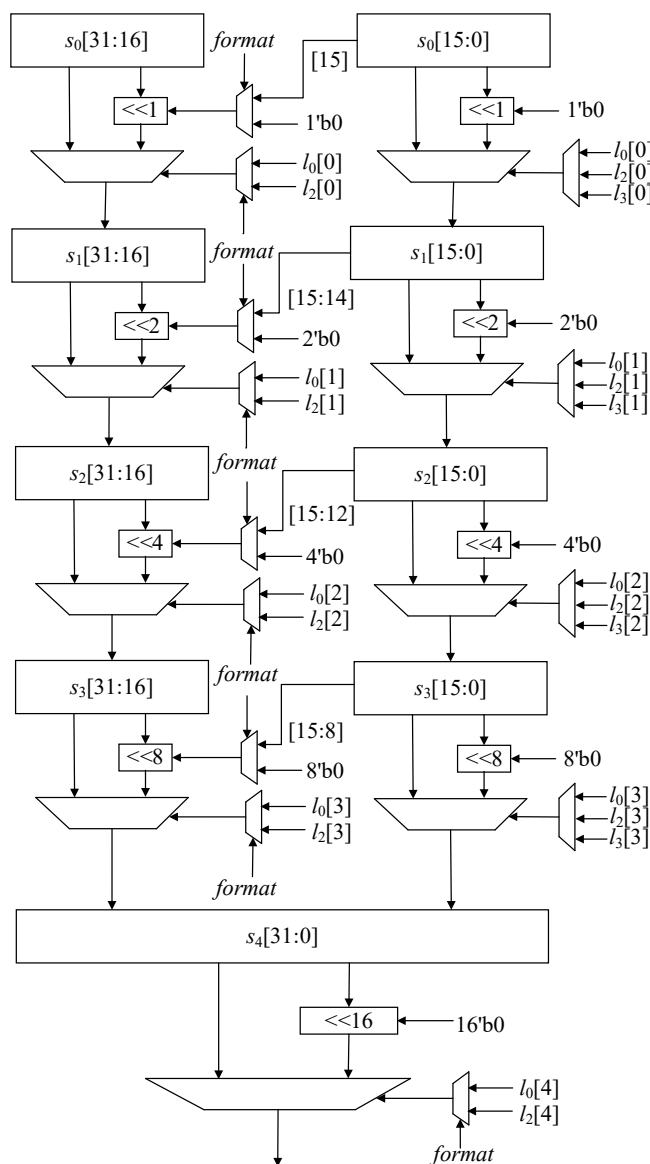 s₀[31:16] format s₀[15:0]
[15]
<<1 1'b0 <<1 1'b0
l₀[0] l₀[0]
l₂[0] l₂[0]
l₃[0]
s₁[31:16] format s₁[15:0]
[15:14]
<<2 2'b0 <<2 2'b0
l₀[1] l₀[1]
l₂[1] l₂[1]
l₃[1]
s₂[31:16] format s₂[15:0]
[15:12]
<<4 4'b0 <<4 4'b0
l₀[2] l₀[2]
l₂[2] l₂[2]
l₃[2]
s₃[31:16] format s₃[15:0]
[15:8]
<<8 8'b0 <<8 8'b0
l₀[3] l₀[3]
l₂[3] l₂[3]
l₃[3]
format
s₄[31:0]
<<16 16'b0
l₀[4]
l₂[4]
format